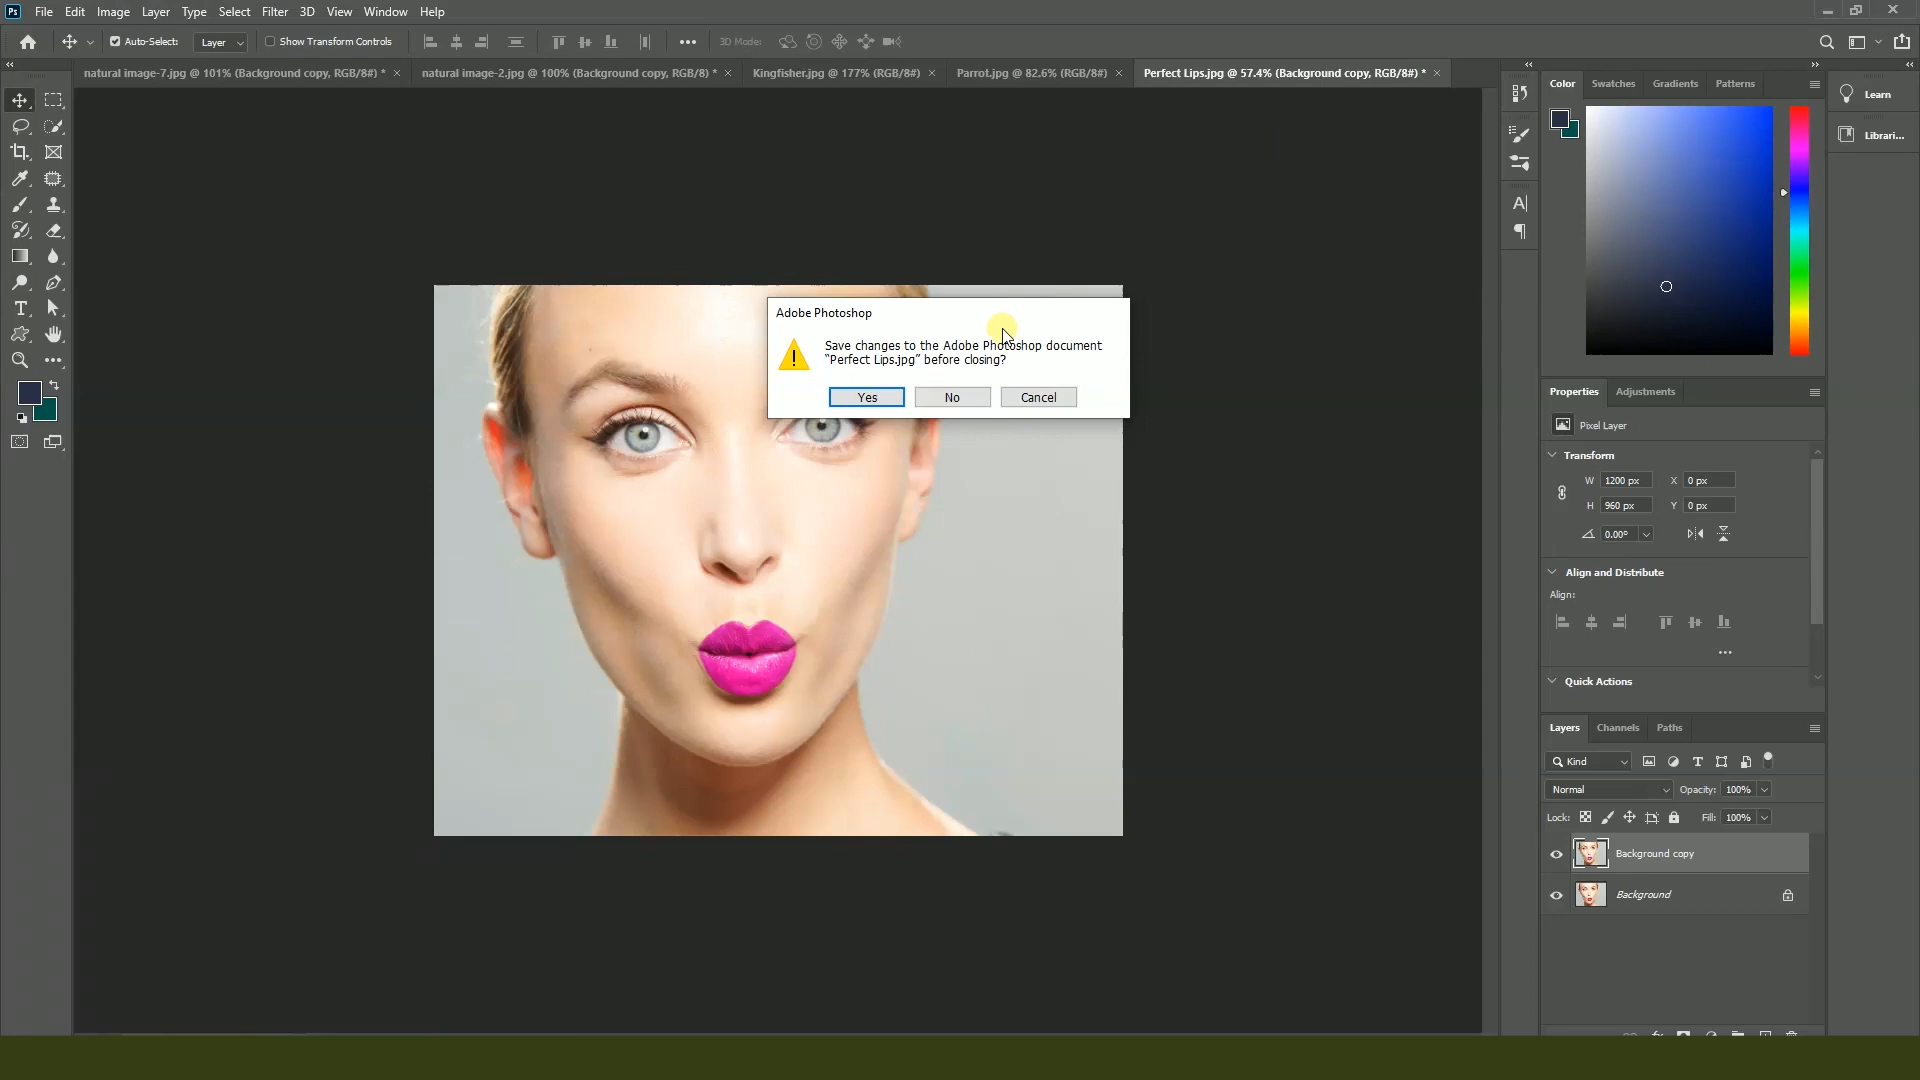 Ps File Edit Image Layer Type Select Filter 3D View Window Help
Auto-Select: Layer Show Transform Controls 3D Mode:
natural image-7.jpg @ 101% (Background copy, RGB/8#) * natural image-2.jpg @ 100% (Background copy, RGB/8) * Kingfisher.jpg @ 177% (RGB/8#) Parrot.jpg @ 82.6% (RGB/8#) Perfect Lips.jpg @ 57.4% (Background copy, RGB/8#) *
Color Swatches Gradients Patterns
Learn
Librari...
Adobe Photoshop
Save changes to the Adobe Photoshop document
“Perfect Lips.jpg” before closing?
Yes No Cancel
Properties Adjustments
Pixel Layer
Transform
W 1200 px X 0 px
H 960 px Y 0 px
0.00°
Align and Distribute
Align:
Quick Actions
Layers Channels Paths
Kind
Normal Opacity: 100%
Lock: Fill: 100%
Background copy
Background